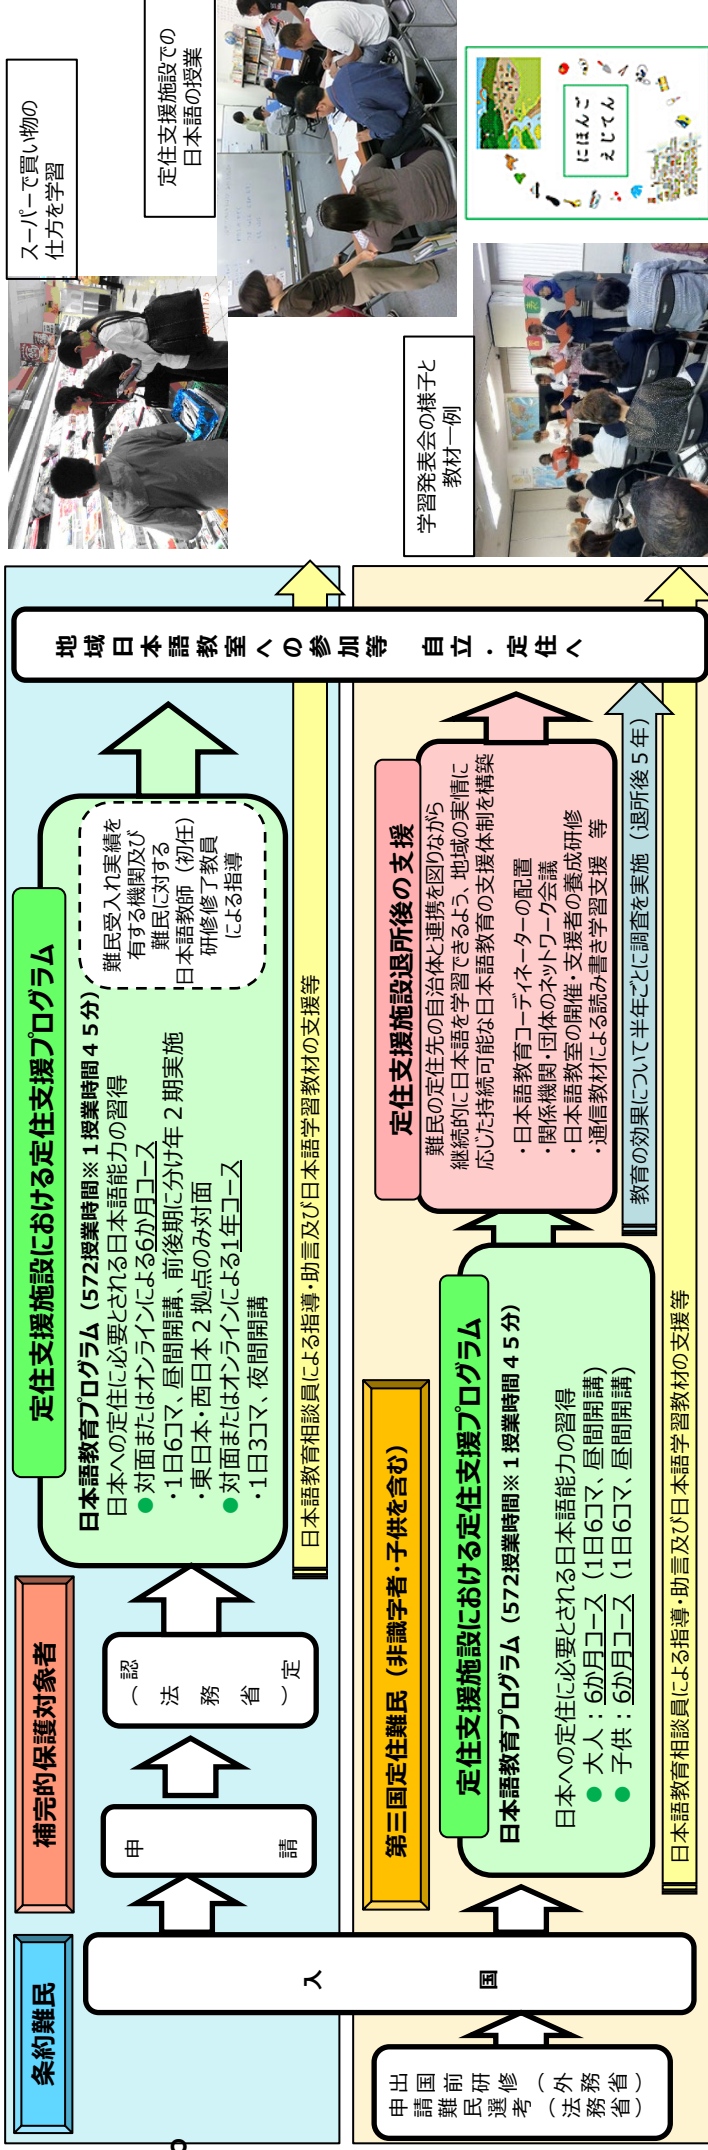 条約難民
補完的保護対象者
入国
申請
認定
（法務省）
定住支援施設における定住支援プログラム
日本語教育プログラム（572授業時間※１授業時間４５分）
日本への定住に必要とされる日本語能力の習得
● 対面またはオンラインによる6か月コース
・1日6コマ、昼間開講、前後期に分け年２期実施
・東日本・西日本２拠点のみ対面
● 対面またはオンラインによる1年コース
・1日3コマ、夜間開講
難民受入れ実績を
有する機関及び
難民に対する
日本語教師（初任）
研修修了教員
による指導
日本語教育相談員による指導・助言及び日本語学習教材の支援等
出国前研修（外務省）
申請難民選考（法務省）
第三国定住難民（非識字者・子供を含む）
定住支援施設における定住支援プログラム
日本語教育プログラム（572授業時間※１授業時間４５分）
日本への定住に必要とされる日本語能力の習得
● 大人：6か月コース（1日6コマ、昼間開講）
● 子供：6か月コース（1日6コマ、昼間開講）
定住支援施設退所後の支援
難民の定住先の自治体と連携を図りながら
継続的に日本語を学習できるよう、地域の実情に
応じた持続可能な日本語教育の支援体制を構築
・日本語教育コーディネーターの配置
・関係機関・団体のネットワーク会議
・日本語教室の開催・支援者の養成研修
・通信教材による読み書き学習支援　等
教育の効果について半年ごとに調査を実施（退所後５年）
日本語教育相談員による指導・助言及び日本語学習教材の支援等
地域日本語教室への参加等　自立・定住へ
スーパーで買い物の
仕方を学習
定住支援施設での
日本語の授業
学習発表会の様子と
教材一例
にほんご
えじてん